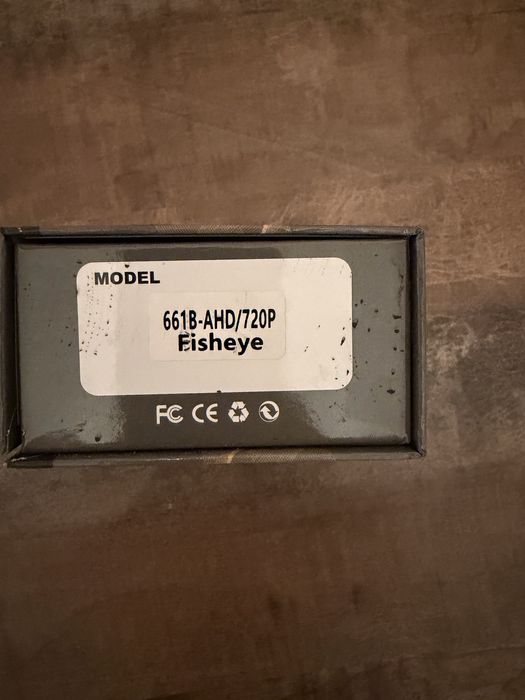 MODEL
661B-AHD/720P
Fisheye
FC CE